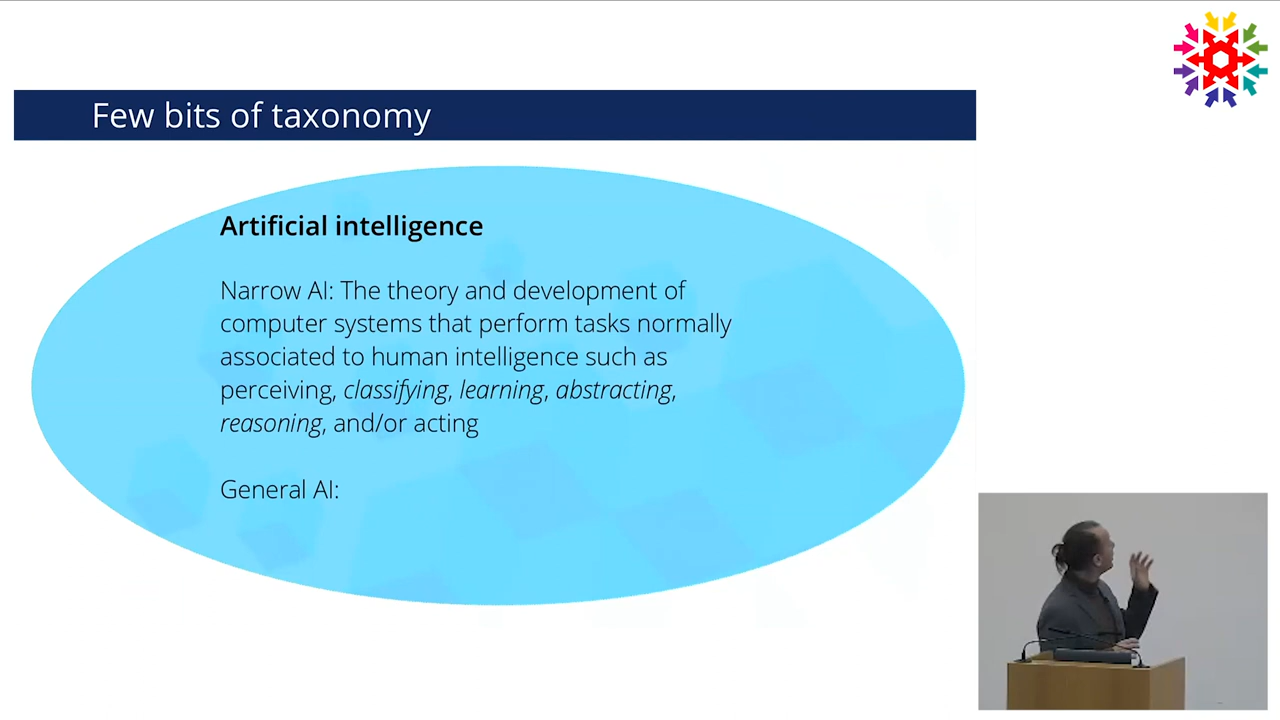 Few bits of taxonomy
Artificial intelligence
Narrow AI: The theory and development of
computer systems that perform tasks normally
associated to human intelligence such as
perceiving, classifying, learning, abstracting,
reasoning, and/or acting
General AI: